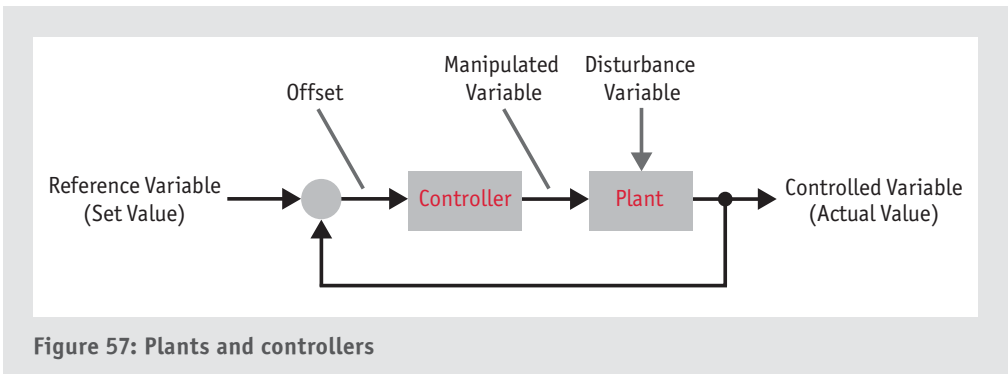 Manipulated
Variable
Disturbance
Variable
Offset
Reference Variable
(Set Value)
Controller
Plant
Controlled Variable
(Actual Value)
Figure 57: Plants and controllers